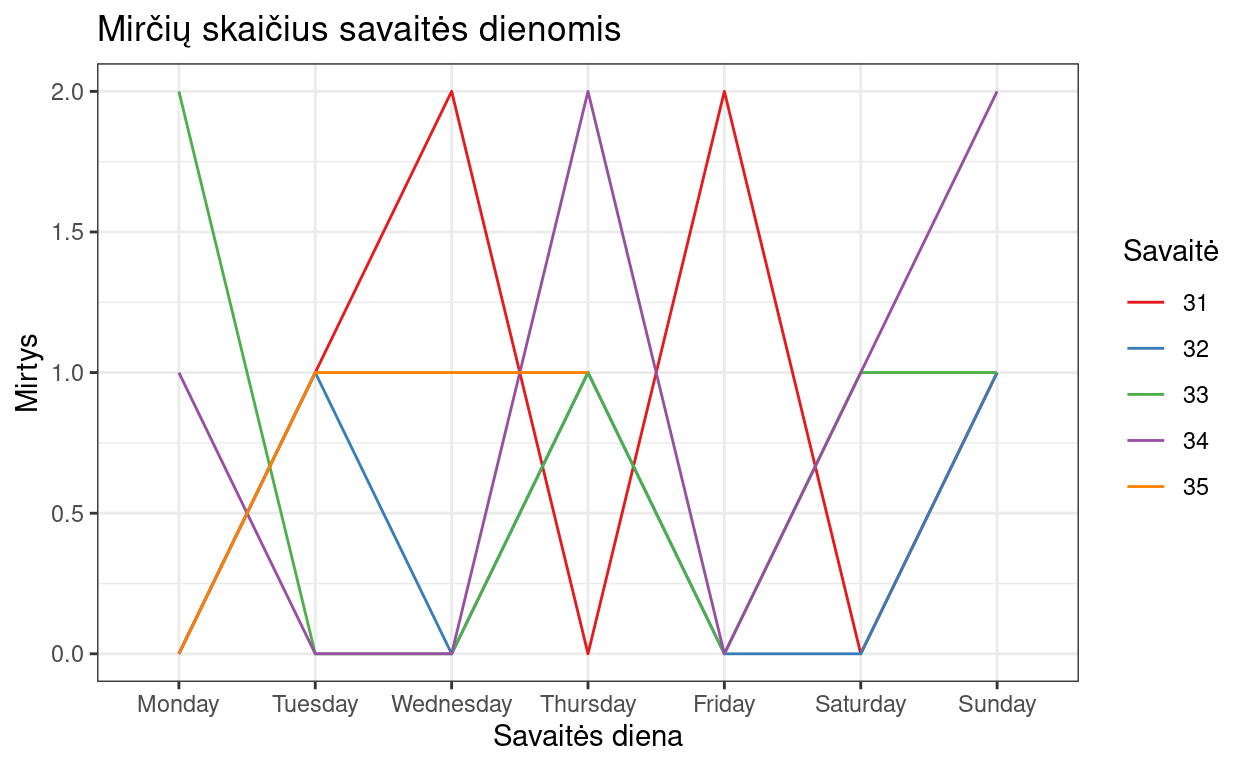 Mirčių skaičius savaitės dienomis
Mirtys
2.0
1.5
1.0
0.5
0.0
Monday Tuesday Wednesday Thursday Friday Saturday Sunday
Savaitės diena
Savaitė
31
32
33
34
35